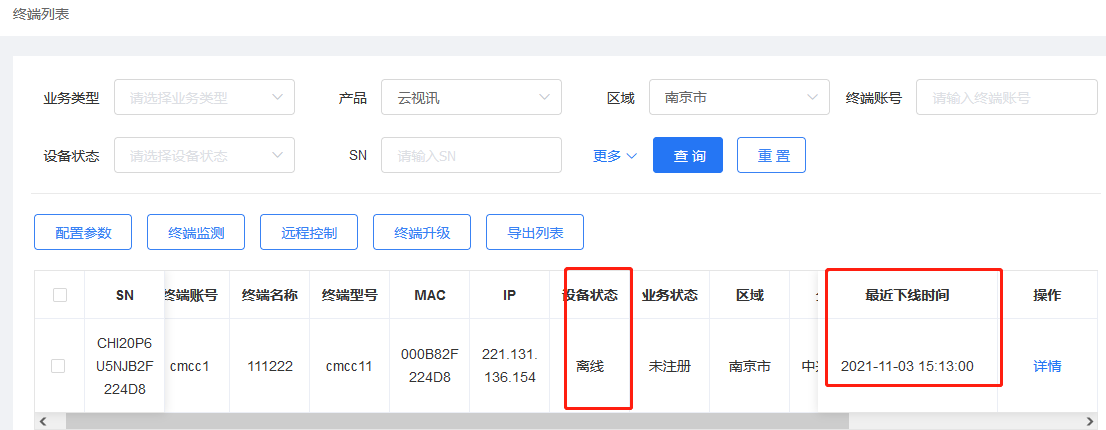 终端列表
业务类型 请选择业务类型 产品 云视讯 区域 南京市 终端账号 请输入终端账号
设备状态 请选择设备状态 SN 请输入SN 更多 查询 重置
配置参数 终端监测 远程控制 终端升级 导出列表
SN 终端账号 终端名称 终端型号 MAC IP 设备状态 业务状态 区域 最近下线时间 操作
CHI20P6
U5NJB2F
224D8
cmcc1 111222 cmcc11
000B82F
224D8
221.131.
136.154
离线 未注册 南京市 中 2021-11-03 15:13:00 详情